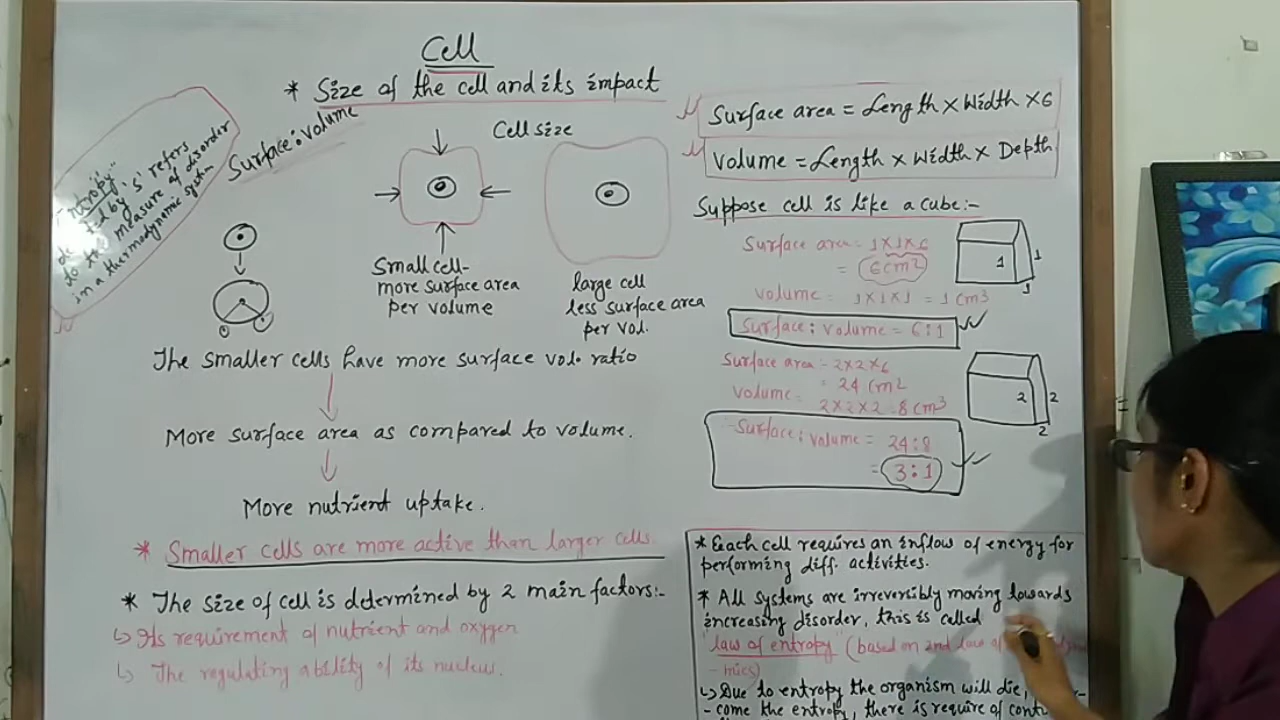 Cell
* Size of the cell and its impact
Surface : volume
"Entropy"
by 's' refers
to the measure of disorder
in a thermodynamic system
Cell size
Small cell-
more surface area
per volume
large cell
less surface area
per vol.
The smaller cells have more surface vol. ratio
More surface area as compared to volume.
More nutrient uptake.
* Smaller cells are more active than larger cells.
* The size of cell is determined by 2 main factors:-
↳ Its requirement of nutrient and oxygen
↳ The regulating ability of its nucleus.
Surface area = Length × Width × 6
Volume = Length × Width × Depth
Suppose cell is like a cube:-
Surface area = 1×1×6
= 6cm2
volume = 1×1×1 = 1 cm3
1
1
1
Surface : volume = 6:1
Surface area = 2×2×6
= 24 cm2
volume =
2×2×2 = 8 cm3
2
2
2
Surface : volume = 24:8
= 3:1
* Each cell requires an inflow of energy for
performing diff. activities.
* All systems are irreversibly moving towards
increasing disorder, this is called
"law of entropy" (based on 2nd law of
-mics)
↳ Due to entropy the organism will die,
-come the entropy, there is require of